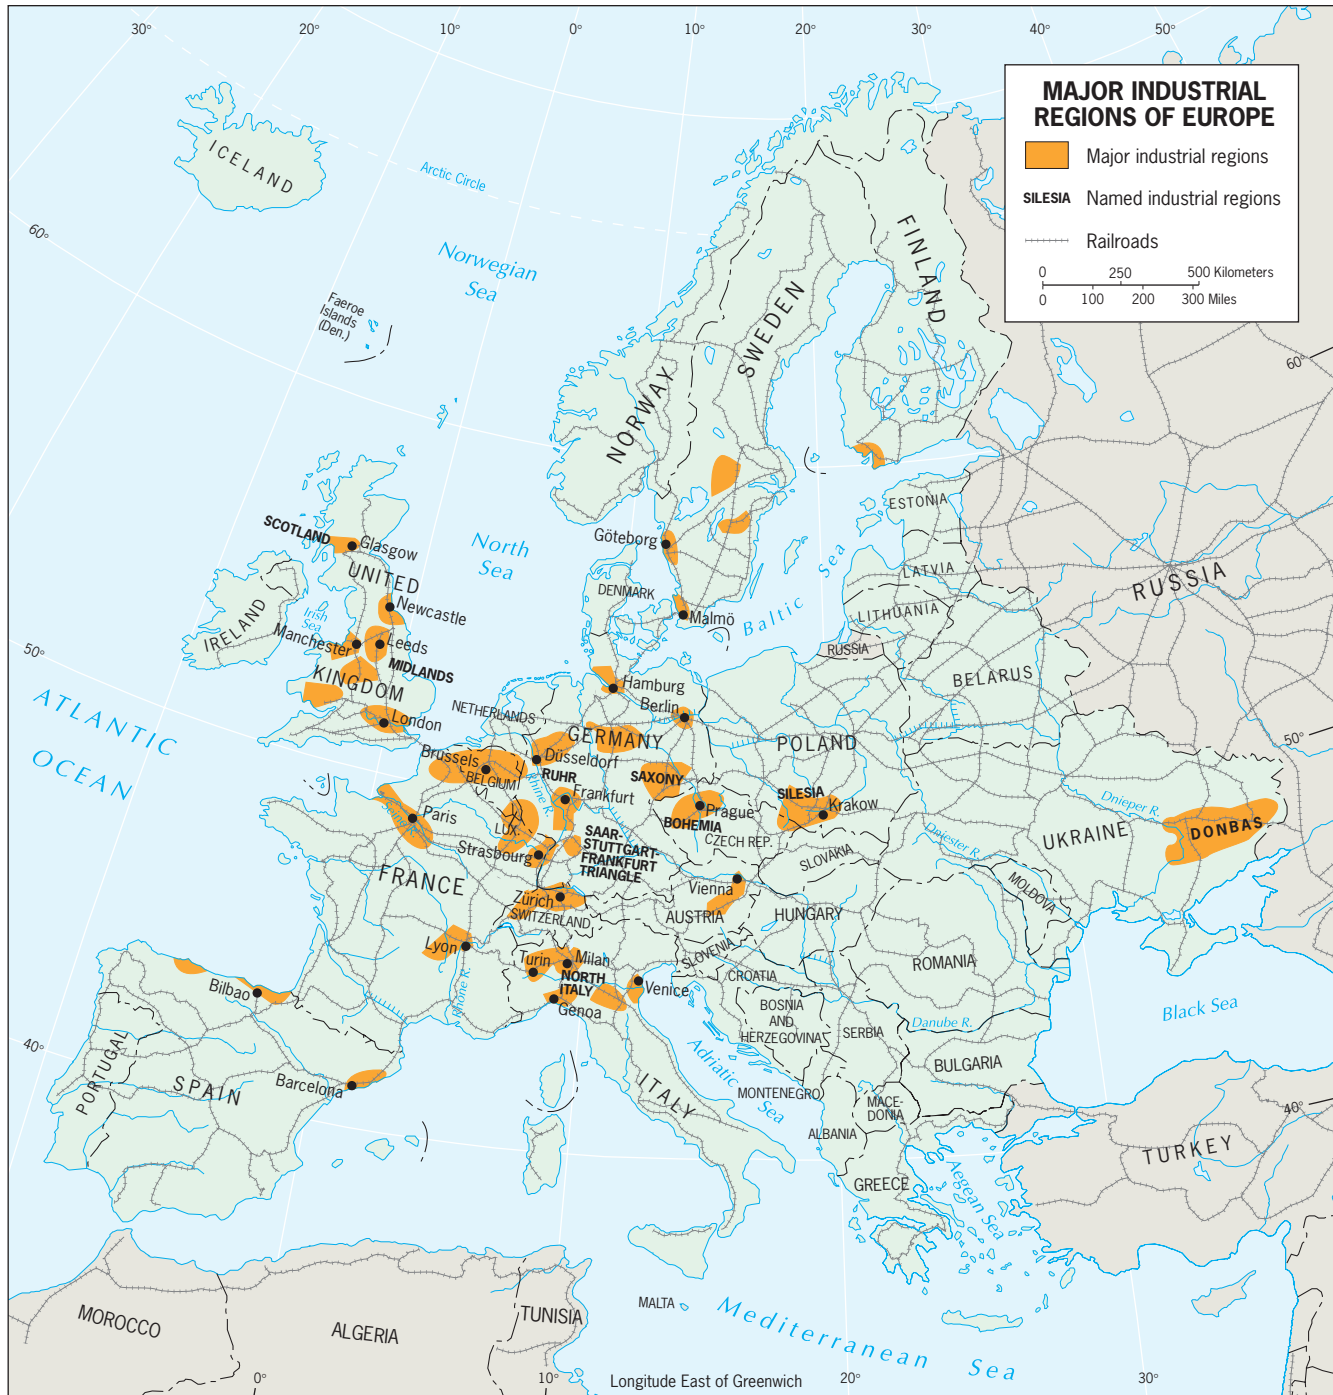 30°
20°
10°
0°
10°
20°
30°
40°
50°
MAJOR INDUSTRIAL
REGIONS OF EUROPE
Major industrial regions
SILESIA Named industrial regions
Railroads
0 250 500 Kilometers
0 100 200 300 Miles
ICELAND
Arctic Circle
60°
Norwegian
Sea
Faeroe
Islands
(Den.)
FINLAND
SWEDEN
NORWAY
60°
ESTONIA
SCOTLAND
Glasgow
UNITED
North
Sea
Göteborg
LATVIA
RUSSIA
DENMARK
Baltic Sea
LITHUANIA
Newcastle
Irish
Sea
IRELAND
Malmö
Manchester
Leeds
MIDLANDS
RUSSIA
50°
KINGDOM
Hamburg
BELARUS
ATLANTIC
OCEAN
London
NETHERLANDS
Berlin
GERMANY
POLAND
50°
Brussels
BELGIUM
Düsseldorf
RUHR
Rhine R.
SAXONY
SILESIA
Frankfurt
Prague
Krakow
BOHEMIA
CZECH REP.
Dnieper R.
DONBAS
UKRAINE
Dniester R.
Paris
Seine R.
LUX.
Strasbourg
SAAR-
STUTTGART-
FRANKFURT
TRIANGLE
SLOVAKIA
FRANCE
Zürich
SWITZERLAND
Vienna
AUSTRIA
HUNGARY
MOLDOVA
Lyon
Turin
Milan
SLOVENIA
ROMANIA
Rhône R.
NORTH
ITALY
Venice
CROATIA
Genoa
Bilbao
BOSNIA
AND
HERZEGOVINA
SERBIA
Danube R.
Black Sea
40°
PORTUGAL
SPAIN
Barcelona
Adriatic Sea
BULGARIA
ITALY
MONTENEGRO
MACE-
DONIA
ALBANIA
40°
TURKEY
GREECE
Aegean Sea
MALTA
Mediterranean Sea
MOROCCO
ALGERIA
TUNISIA
0°
10°
Longitude East of Greenwich
20°
30°